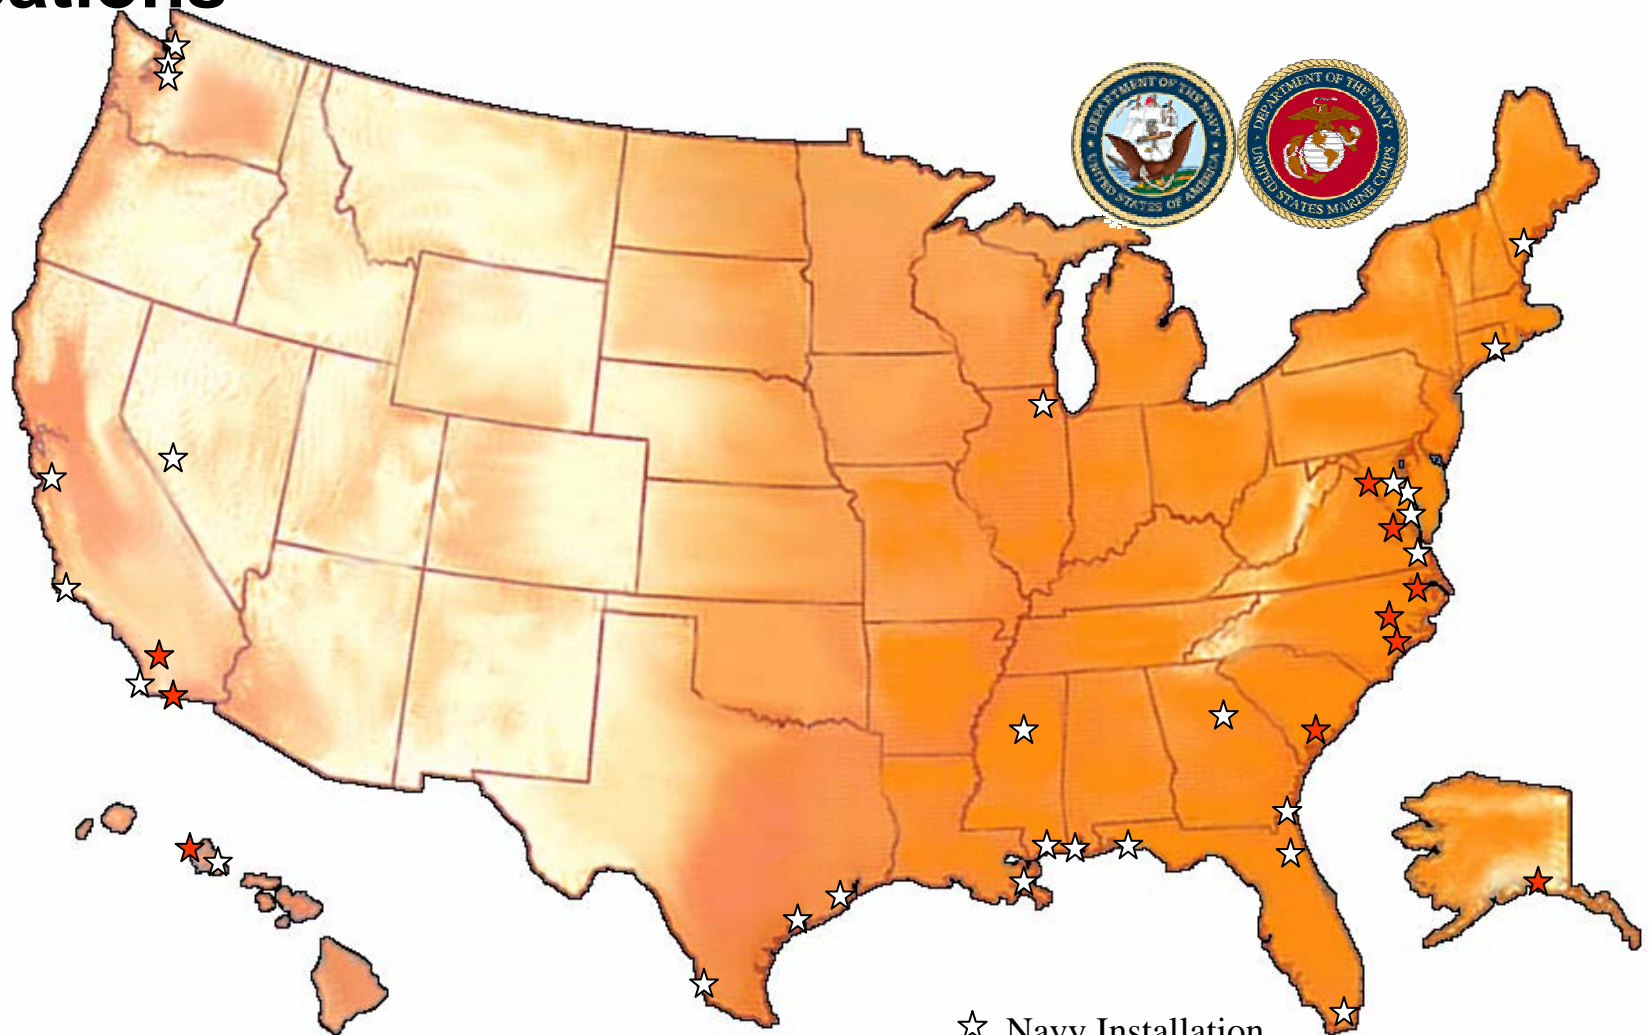 DEPARTMENT OF THE NAVY
UNITED STATES OF AMERICA
DEPARTMENT OF THE NAVY
UNITED STATES MARINE CORPS
Navy Installation